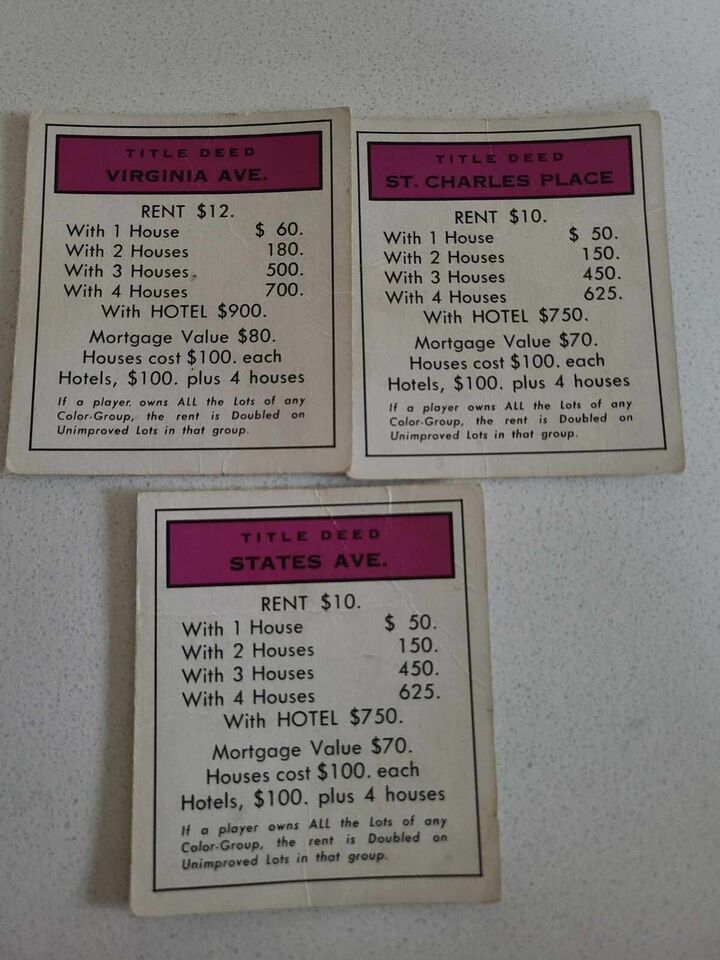 TITLE DEED
VIRGINIA AVE.
RENT $12.
With 1 House $ 60.
With 2 Houses 180.
With 3 Houses 500.
With 4 Houses 700.
With HOTEL $900.
Mortgage Value $80.
Houses cost $100. each
Hotels, $100. plus 4 houses
If a player owns ALL the Lots of any
Color-Group, the rent is Doubled on
Unimproved Lots in that group.
TITLE DEED
ST. CHARLES PLACE
RENT $10.
With 1 House $ 50.
With 2 Houses 150.
With 3 Houses 450.
With 4 Houses 625.
With HOTEL $750.
Mortgage Value $70.
Houses cost $100. each
Hotels, $100. plus 4 houses
If a player owns ALL the Lots of any
Color-Group, the rent is Doubled on
Unimproved Lots in that group.
TITLE DEED
STATES AVE.
RENT $10.
With 1 House $ 50.
With 2 Houses 150.
With 3 Houses 450.
With 4 Houses 625.
With HOTEL $750.
Mortgage Value $70.
Houses cost $100. each
Hotels, $100. plus 4 houses
If a player owns ALL the Lots of any
Color-Group, the rent is Doubled on
Unimproved Lots in that group.